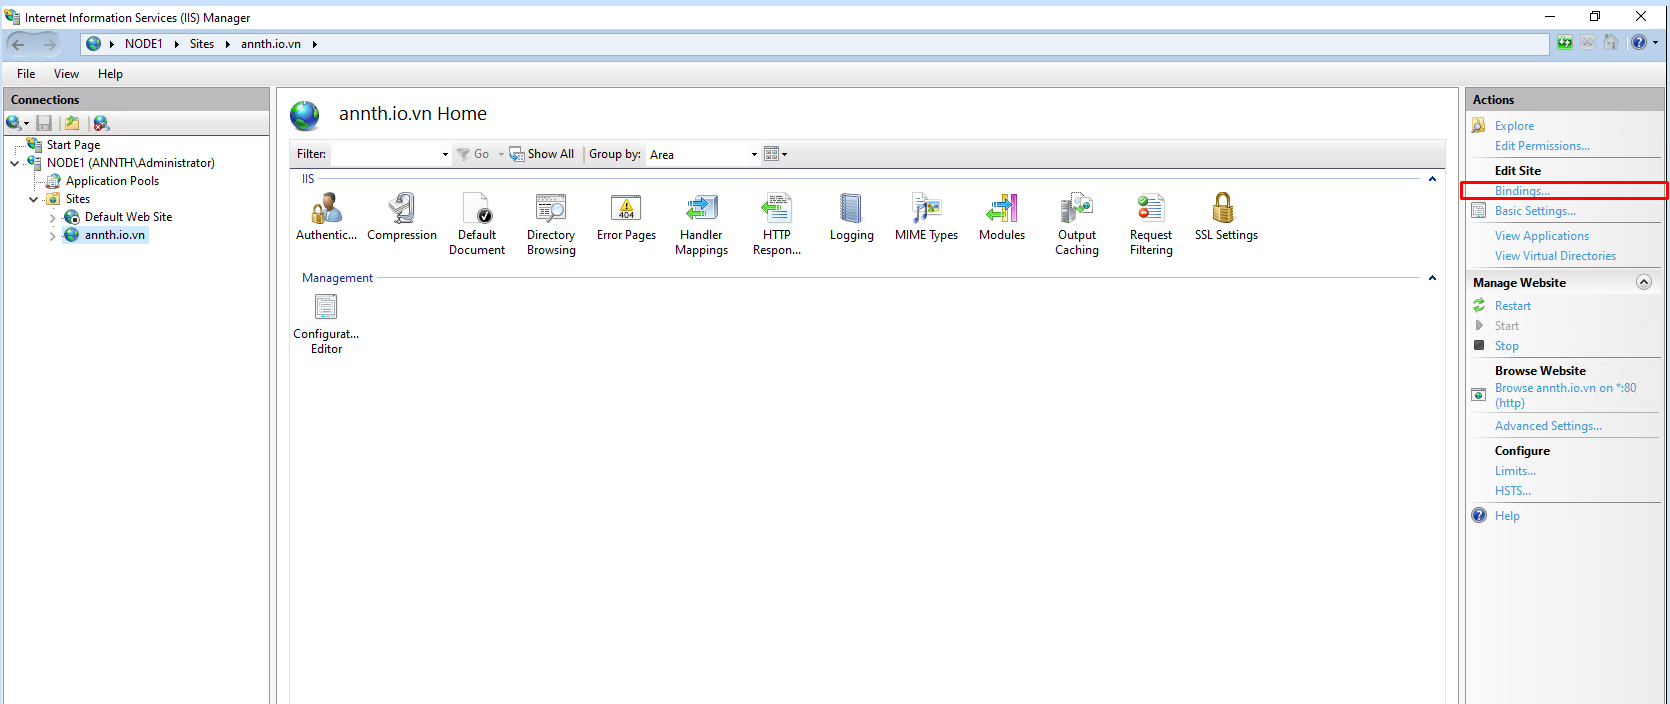 Internet Information Services (IIS) Manager
NODE1 Sites annth.io.vn
File View Help
Connections
Start Page
NODE1 (ANNTH\Administrator)
Application Pools
Sites
Default Web Site
annth.io.vn
annth.io.vn Home
Filter: Go Show All Group by: Area
IIS
Authentic... Compression Default Document Directory Browsing Error Pages Handler Mappings HTTP Respon... Logging MIME Types Modules Output Caching Request Filtering SSL Settings
404
Management
Configurat...
Editor
Actions
Explore
Edit Permissions...
Edit Site
Bindings...
Basic Settings...
View Applications
View Virtual Directories
Manage Website
Restart
Start
Stop
Browse Website
Browse annth.io.vn on *:80
(http)
Advanced Settings...
Configure
Limits...
HSTS...
Help